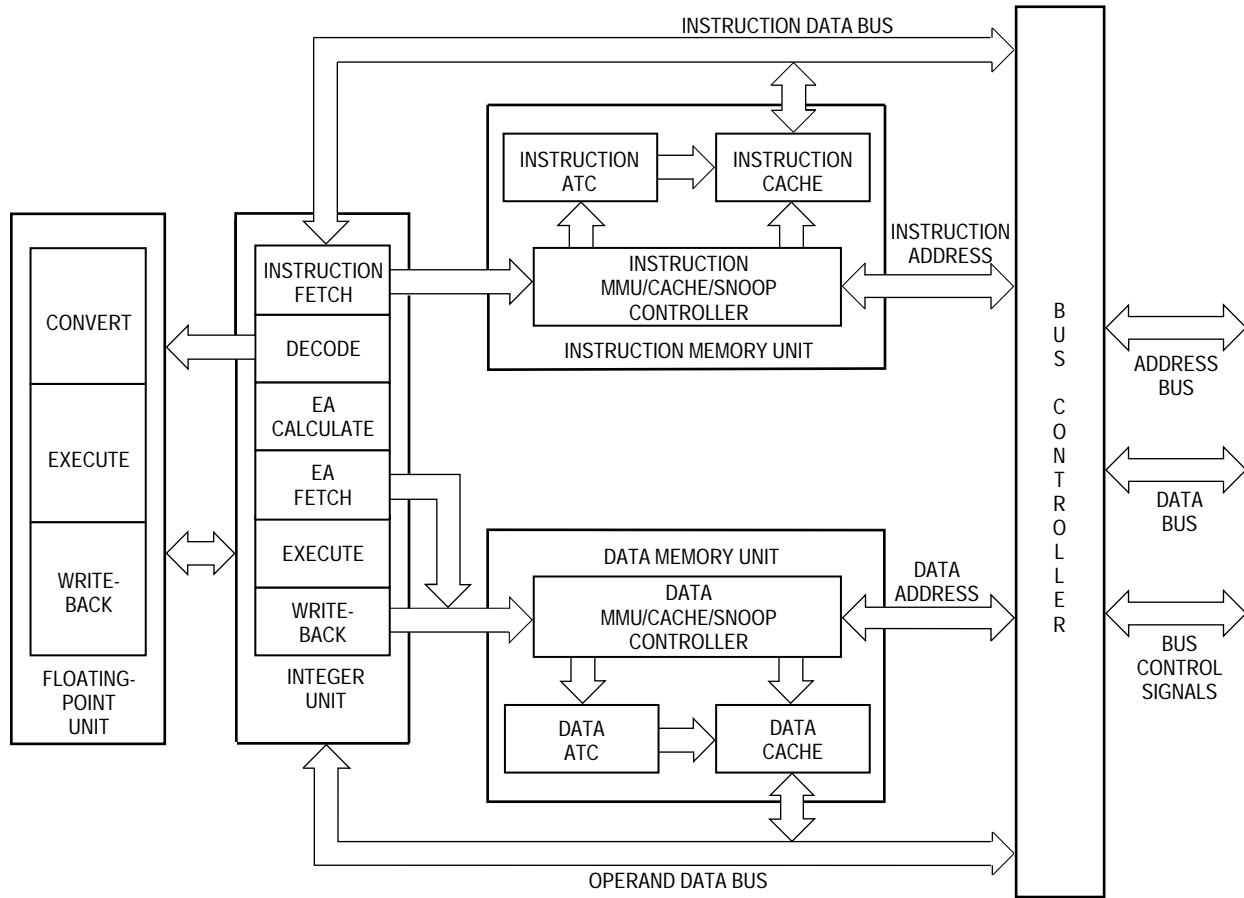 INSTRUCTION DATA BUS
INSTRUCTION
ATC
INSTRUCTION
CACHE
INSTRUCTION
MMU/CACHE/SNOOP
CONTROLLER
INSTRUCTION MEMORY UNIT
INSTRUCTION
ADDRESS
CONVERT
EXECUTE
WRITE-
BACK
FLOATING-
POINT
UNIT
INSTRUCTION
FETCH
DECODE
EA
CALCULATE
EA
FETCH
EXECUTE
WRITE-
BACK
INTEGER
UNIT
DATA MEMORY UNIT
DATA
MMU/CACHE/SNOOP
CONTROLLER
DATA
ATC
DATA
CACHE
DATA
ADDRESS
OPERAND DATA BUS
BUS CONTROLLER
ADDRESS
BUS
DATA
BUS
BUS
CONTROL
SIGNALS